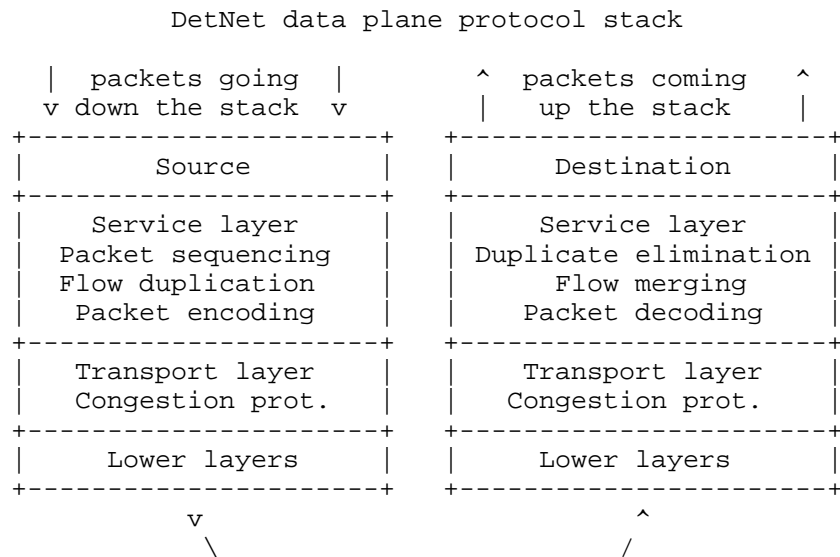 DetNet data plane protocol stack
|  packets going  |        ^  packets coming   ^
v down the stack  v        |   up the stack    |
+-----------------------+   +-----------------------+
|        Source         |   |      Destination      |
+-----------------------+   +-----------------------+
|     Service layer     |   |     Service layer     |
|   Packet sequencing   |   | Duplicate elimination |
|   Flow duplication    |   |      Flow merging     |
|    Packet encoding    |   |    Packet decoding    |
+-----------------------+   +-----------------------+
|    Transport layer    |   |    Transport layer    |
|    Congestion prot.   |   |   Congestion prot.    |
+-----------------------+   +-----------------------+
|      Lower layers     |   |     Lower layers      |
+-----------------------+   +-----------------------+
v                           ^
\                         /